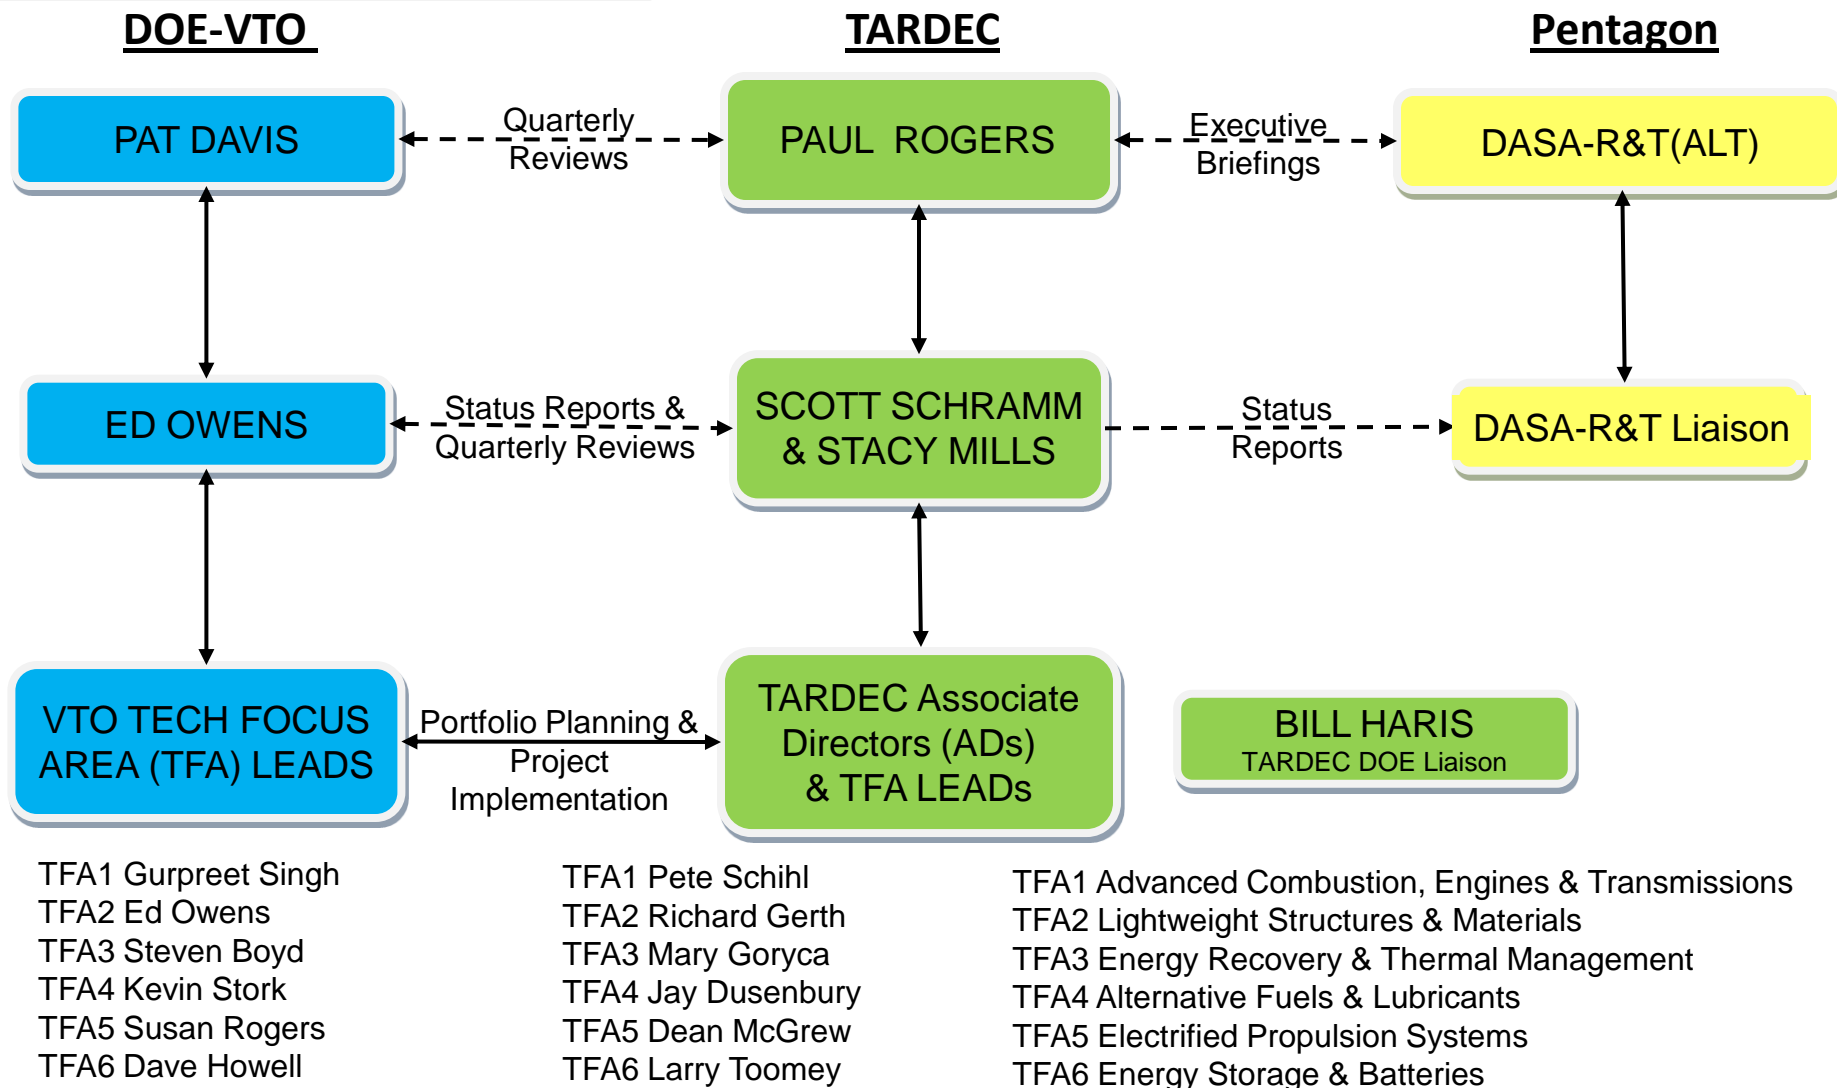 DOE-VTO
TARDEC
Pentagon
PAT DAVIS
Quarterly
Reviews
PAUL ROGERS
Executive
Briefings
DASA-R&T(ALT)
ED OWENS
Status Reports &
Quarterly Reviews
SCOTT SCHRAMM
& STACY MILLS
Status
Reports
DASA-R&T Liaison
VTO TECH FOCUS
AREA (TFA) LEADS
Portfolio Planning &
Project
Implementation
TARDEC Associate
Directors (ADs)
& TFA LEADs
BILL HARIS
TARDEC DOE Liaison
TFA1 Gurpreet Singh
TFA2 Ed Owens
TFA3 Steven Boyd
TFA4 Kevin Stork
TFA5 Susan Rogers
TFA6 Dave Howell
TFA1 Pete Schihl
TFA2 Richard Gerth
TFA3 Mary Goryca
TFA4 Jay Dusenbury
TFA5 Dean McGrew
TFA6 Larry Toomey
TFA1 Advanced Combustion, Engines & Transmissions
TFA2 Lightweight Structures & Materials
TFA3 Energy Recovery & Thermal Management
TFA4 Alternative Fuels & Lubricants
TFA5 Electrified Propulsion Systems
TFA6 Energy Storage & Batteries